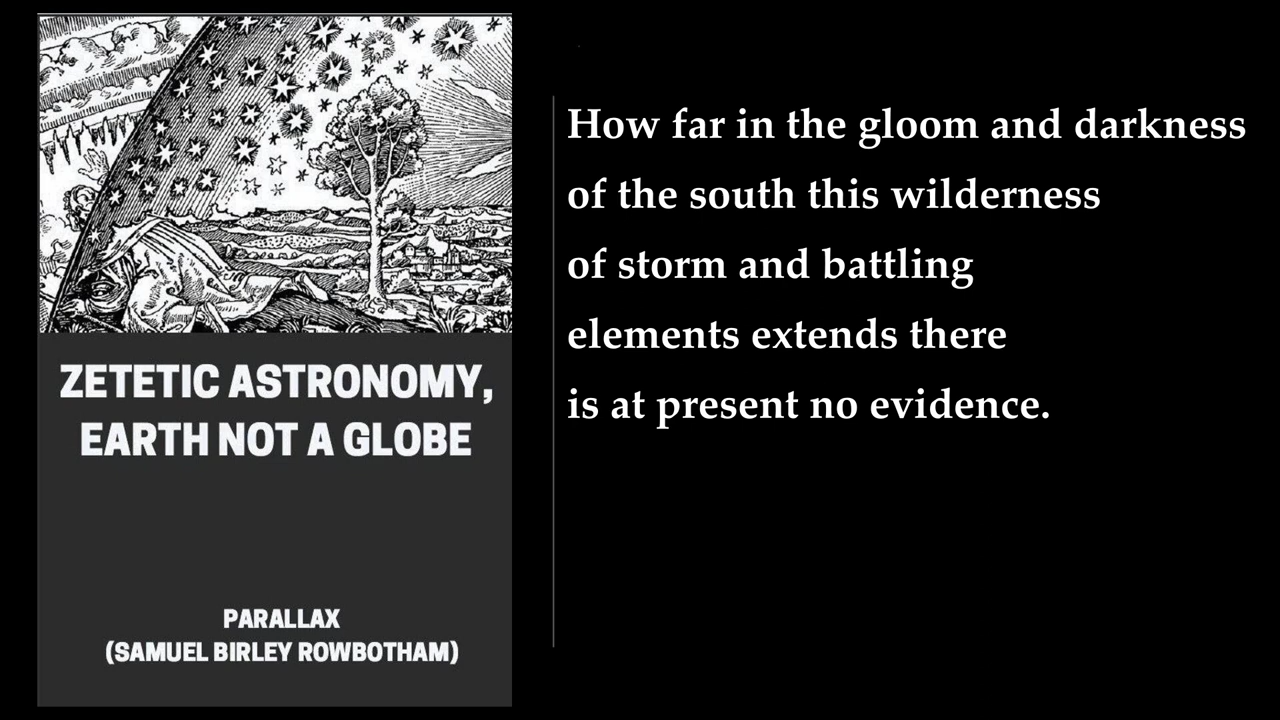 ZETETIC ASTRONOMY,
EARTH NOT A GLOBE
PARALLAX
(SAMUEL BIRLEY ROWBOTHAM)
How far in the gloom and darkness
of the south this wilderness
of storm and battling
elements extends there
is at present no evidence.